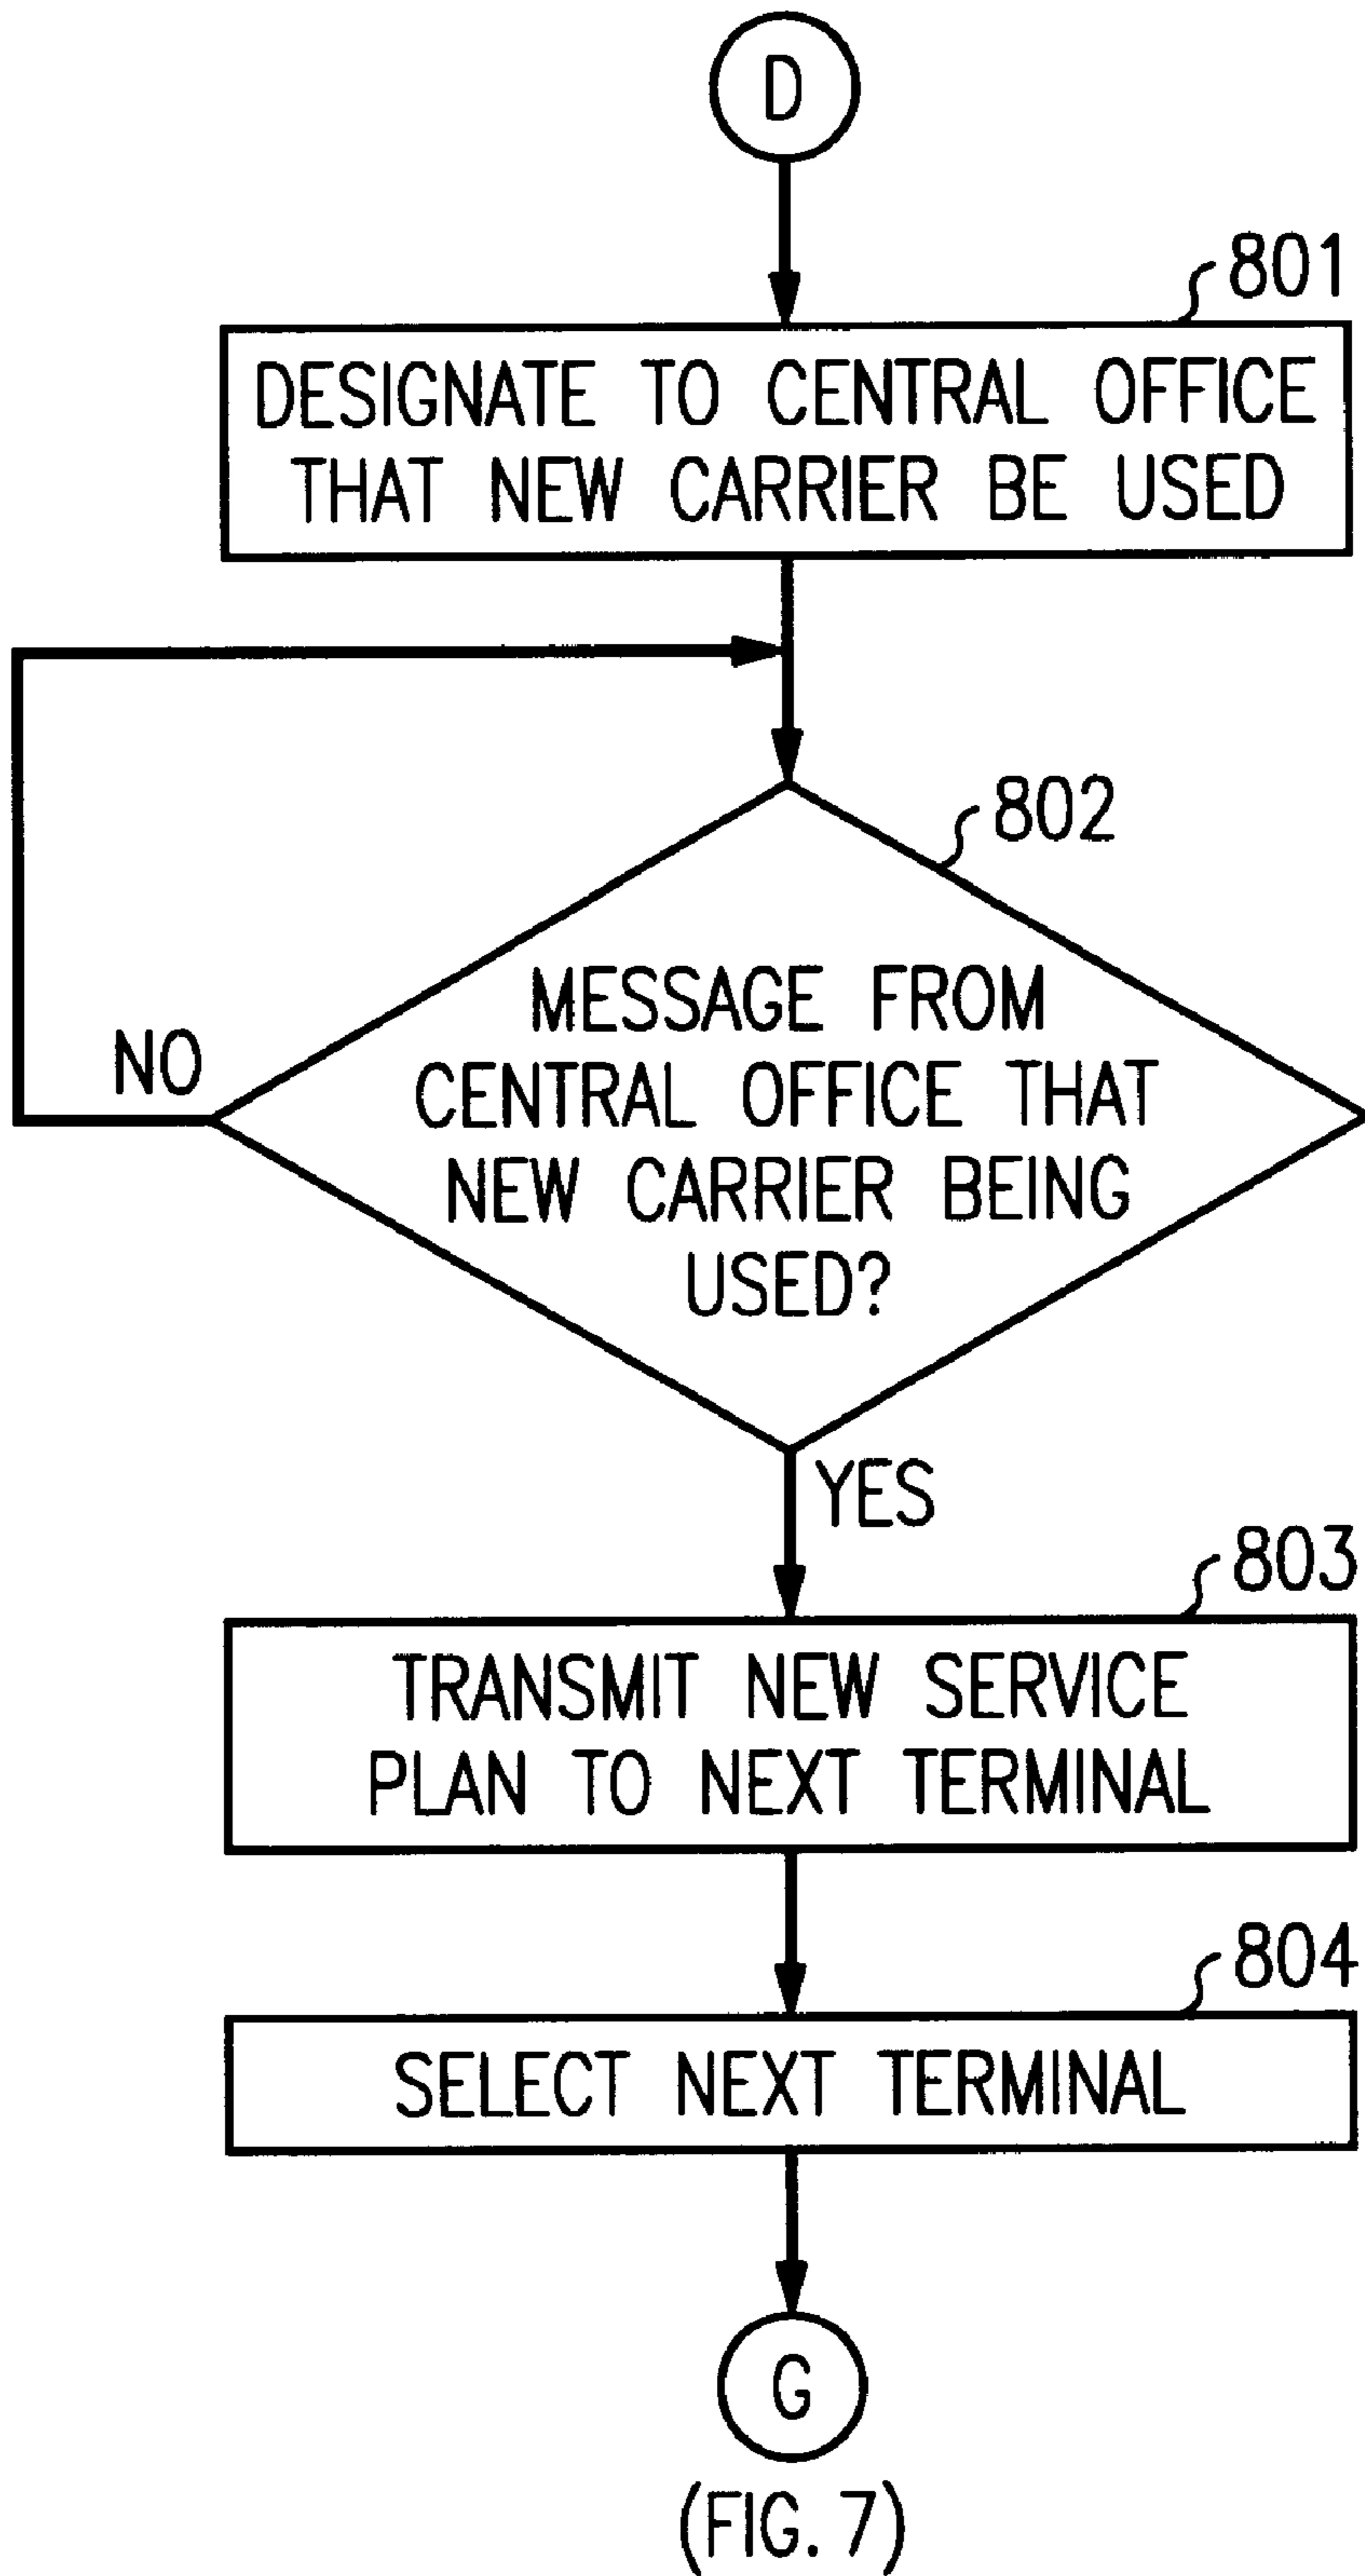 D
801
DESIGNATE TO CENTRAL OFFICE
THAT NEW CARRIER BE USED
802
MESSAGE FROM
CENTRAL OFFICE THAT
NEW CARRIER BEING
USED?
NO
YES
803
TRANSMIT NEW SERVICE
PLAN TO NEXT TERMINAL
804
SELECT NEXT TERMINAL
G
(FIG. 7)